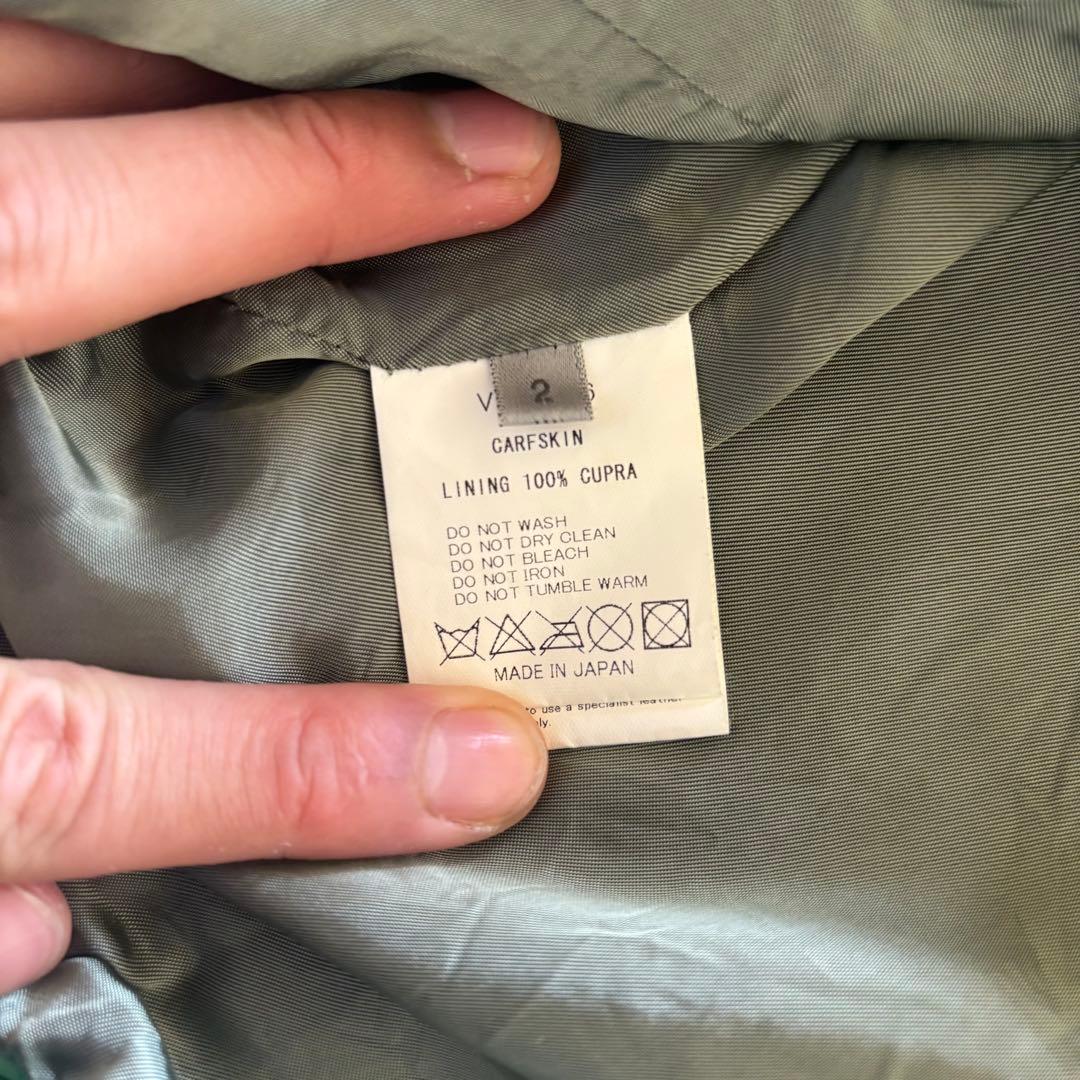 2
CARFSKIN
LINING 100% CUPRA
DO NOT WASH
DO NOT DRY CLEAN
DO NOT BLEACH
DO NOT IRON
DO NOT TUMBLE WARM
MADE IN JAPAN
to use a specialist leather